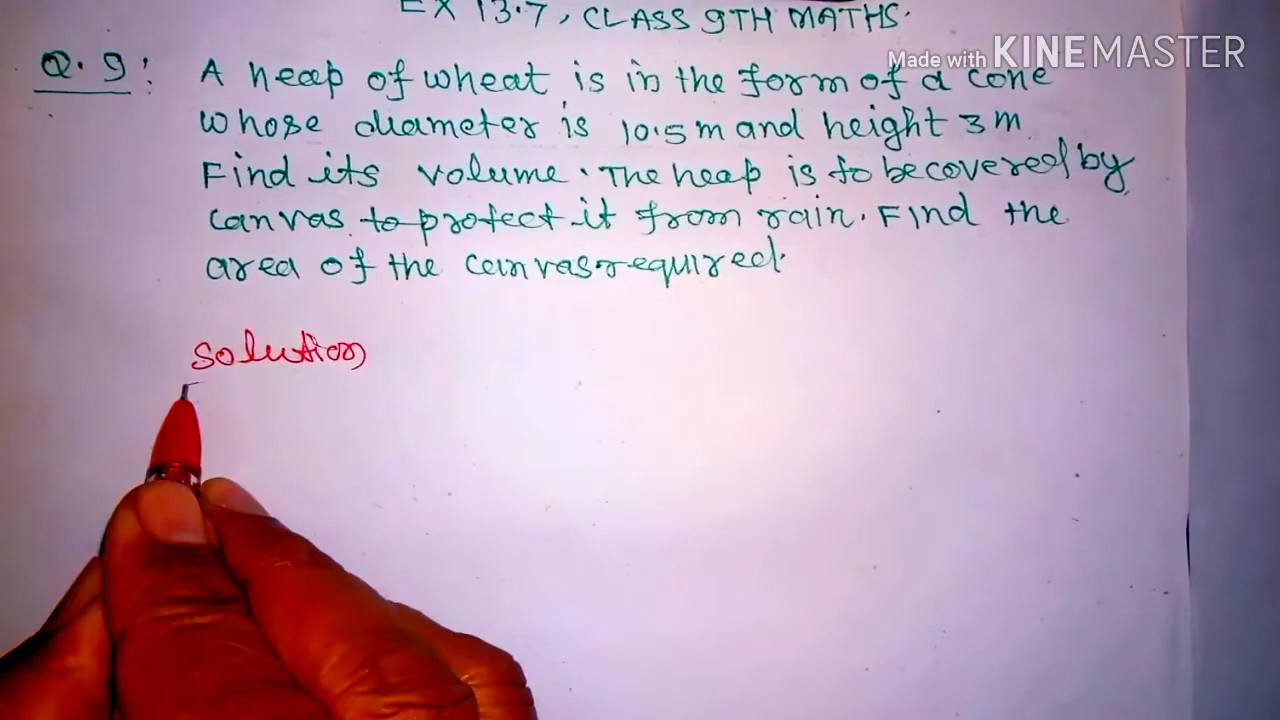 EX 13.7, CLASS 9TH MATHS.
Made with KINEMASTER
Q.9: A heap of wheat is in the form of a cone
whose diameter is 10.5m and height 3m
Find its volume. The heap is to be covered by
canvas to protect it from rain. Find the
area of the canvas required.
Solution